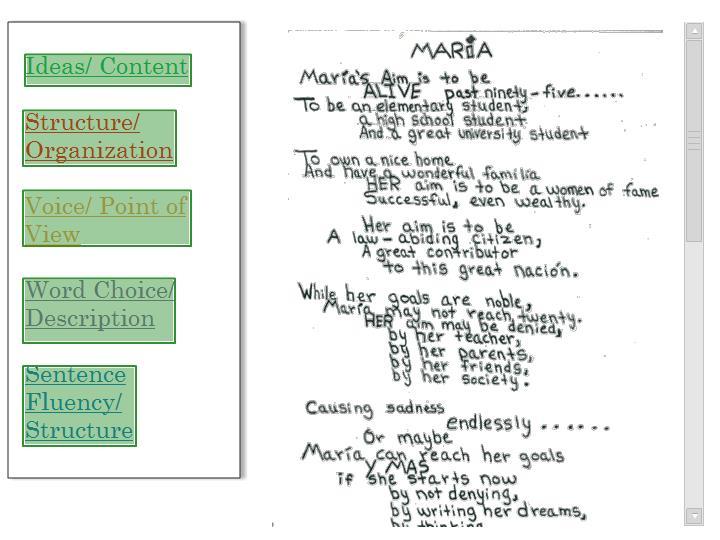 Ideas/ Content
Structure/
Organization
Voice/ Point of
View
Word Choice/
Description
Sentence
Fluency/
Structure
MARIA
María's Aim is to be
ALIVE past ninety-five......
To be an elementary student,
a high school student
And a great university student
To own a nice home
And have a wonderful familia
HER aim is to be a women of fame
Successful, even wealthy.
Her aim is to be
A law-abiding citizen,
A great contributor
to this great nación.
While her goals are noble,
María may not reach twenty.
HER aim may be denied,
by her teacher,
by her parents,
by her friends,
by her society.
Causing sadness
endlessly ......
Or maybe
María can reach her goals
y MAS
if she starts now
by not denying,
by writing her dreams,
by thinking